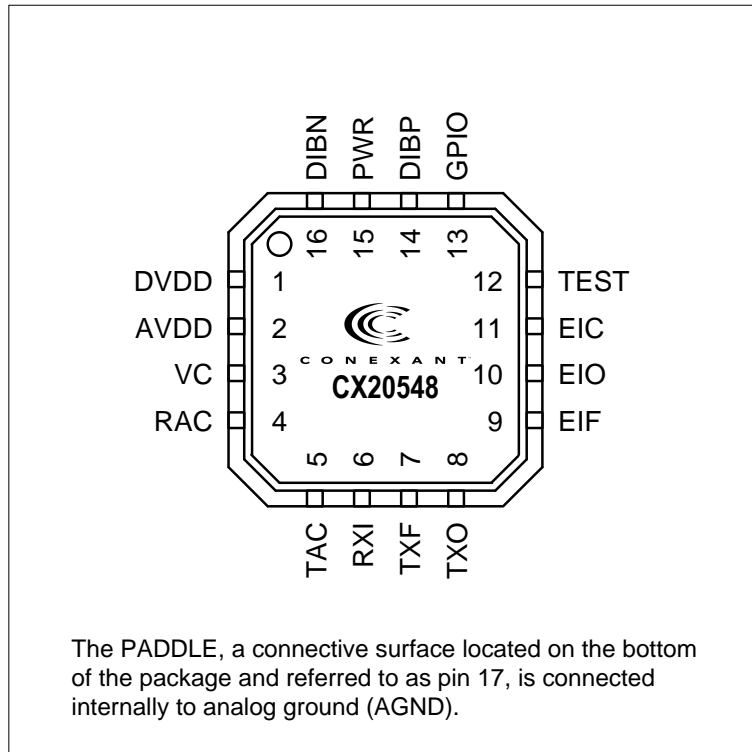 DIBN PWR DIBP GPIO
16 15 14 13
DVDD 1 12 TEST
AVDD 2 11 EIC
CONEXANT
VC 3 10 EIO
CX20548
RAC 4 9 EIF
5 6 7 8
TAC RXI TXF TXO
The PADDLE, a connective surface located on the bottom
of the package and referred to as pin 17, is connected
internally to analog ground (AGND).